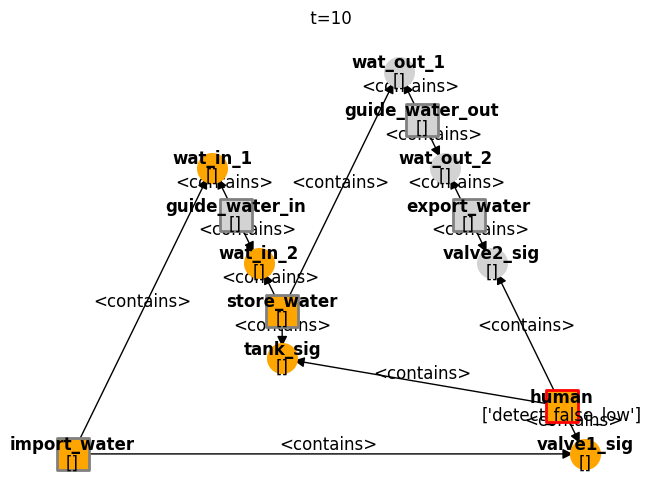 t=10
wat_out_1
[]
<contains>
guide_water_out
[]
<contains>
wat_in_1
[]
<contains>
<contains>
wat_out_2
[]
<contains>
guide_water_in
[]
<contains>
export_water
[]
<contains>
wat_in_2
[]
<contains>
valve2_sig
[]
<contains>
store_water
[]
<contains>
<contains>
tank_sig
[]
<contains>
human
['detect_false_low']
<contains>
import_water
[]
<contains>
valve1_sig
[]